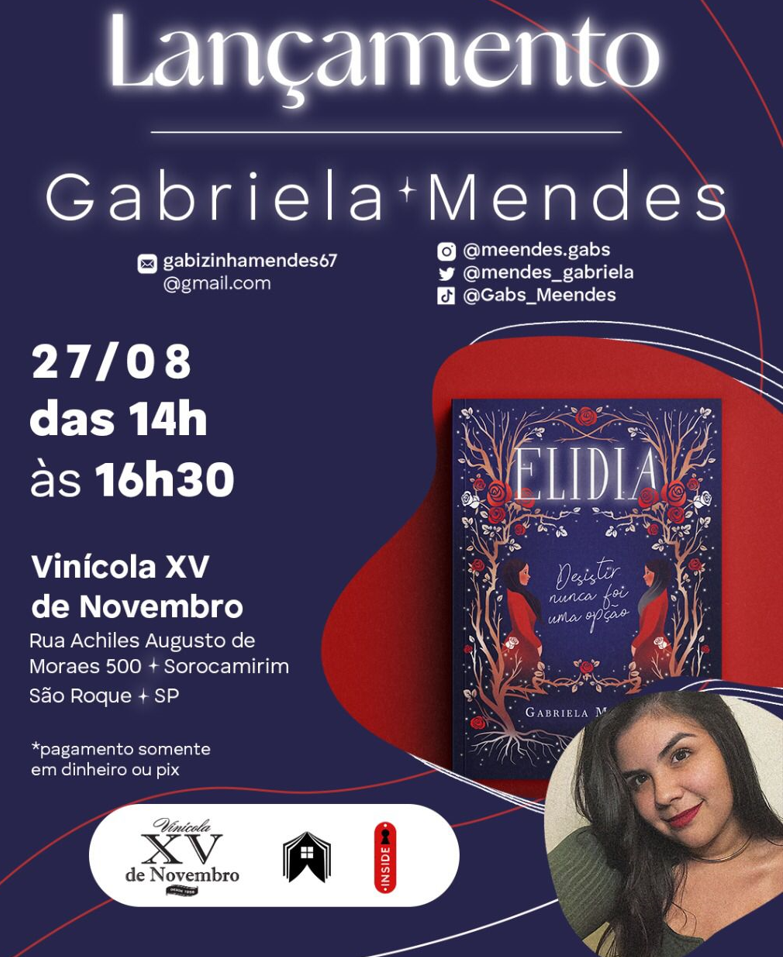 Lançamento
Gabriela Mendes
gabizinhamendes67
@gmail.com
@meendes.gabs
@mendes_gabriela
@Gabs_Meendes
27/08
das 14h
às 16h30
Vinícola XV
de Novembro
Rua Achiles Augusto de
Moraes 500 + Sorocamirim
São Roque + SP
*pagamento somente
em dinheiro ou pix
ELIDIA
Desistir
nunca foi
uma opção
GABRIELA M
Vinícola
XV
de Novembro
INSIDE